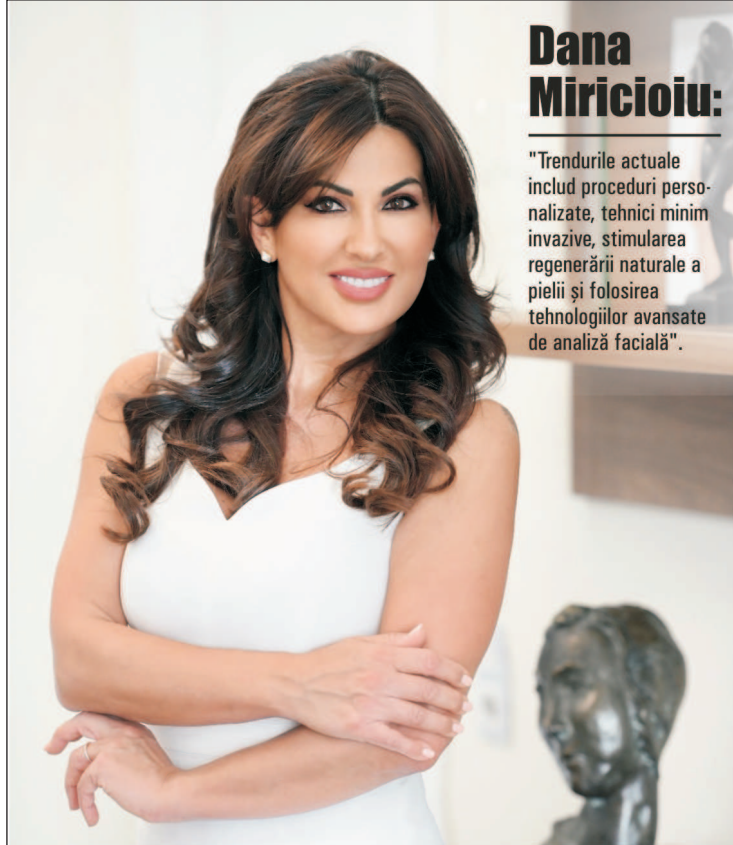 Dana
Miricioiu:
"Trendurile actuale
includ proceduri perso-
nalizate, tehnici minim
invazive, stimularea
regenerării naturale a
pielii și folosirea
tehnologiilor avansate
de analiză facială".